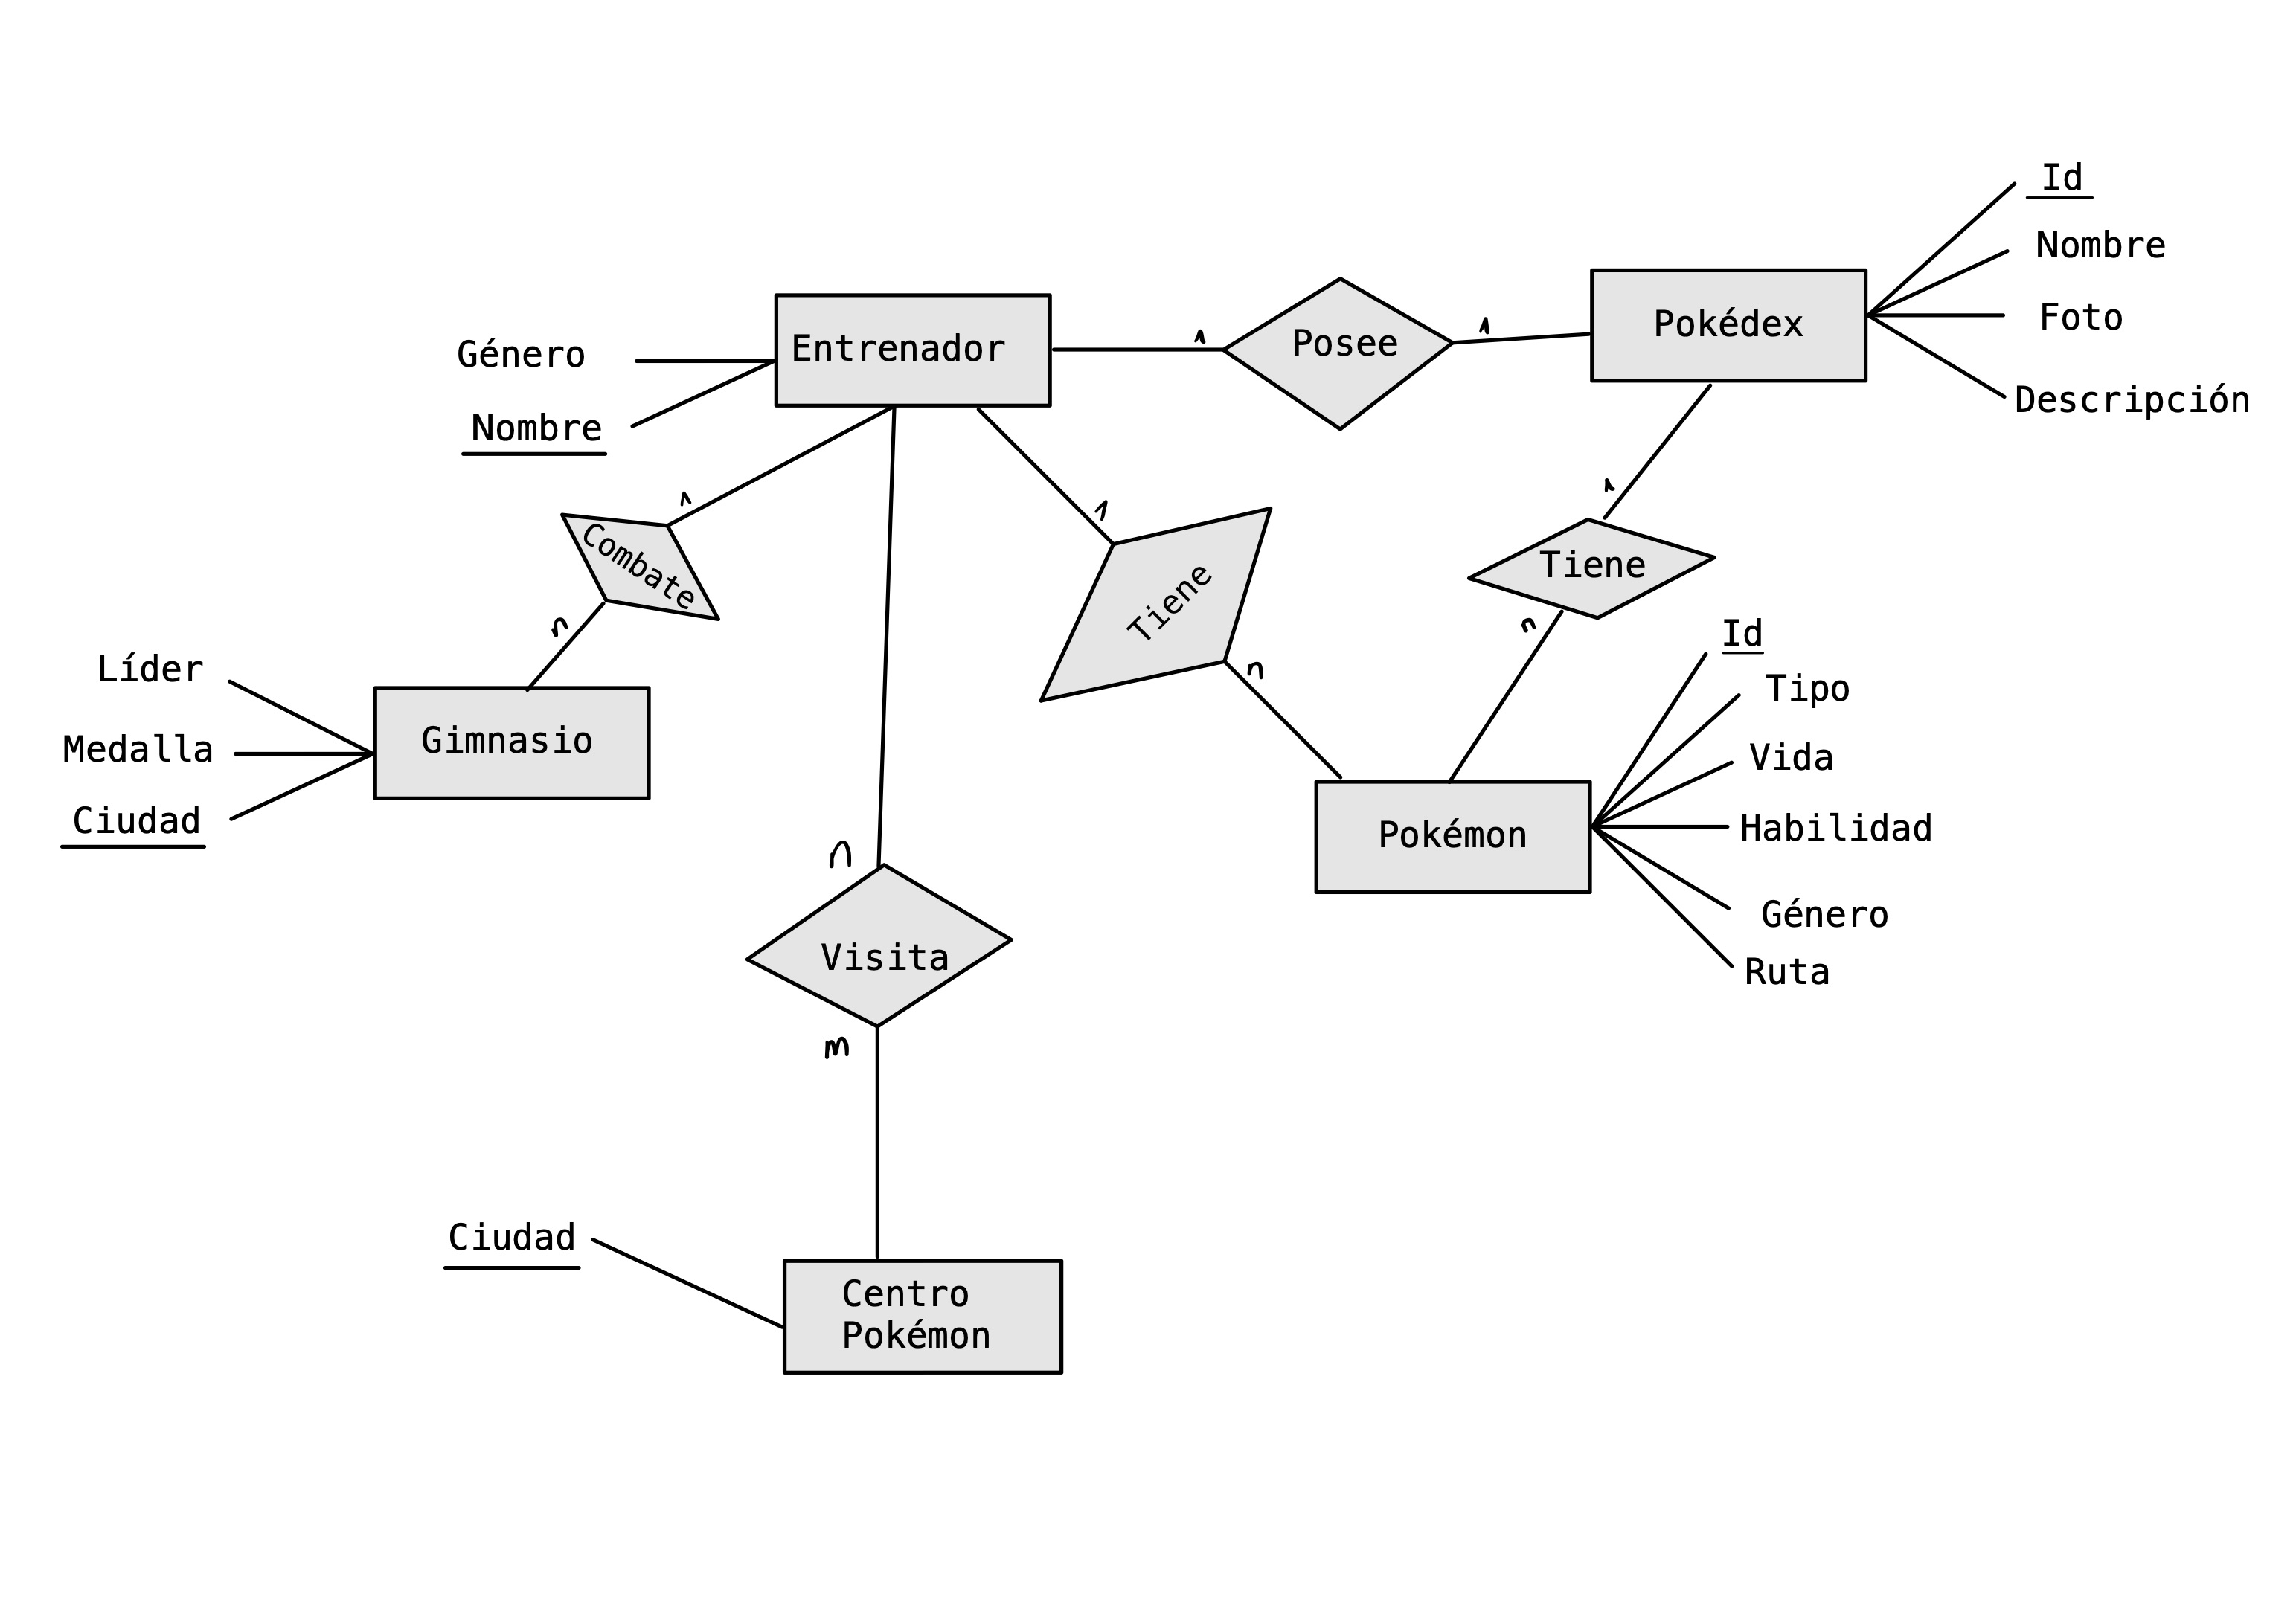 Id
Nombre
Foto
Descripción
Pokédex
Posee
1
1
Entrenador
Género
Nombre
1
Combate
n
1
Tiene
n
1
Tiene
n
Líder
Medalla
Ciudad
Gimnasio
Id
Tipo
Vida
Habilidad
Género
Ruta
Pokémon
n
Visita
m
Ciudad
Centro
Pokémon